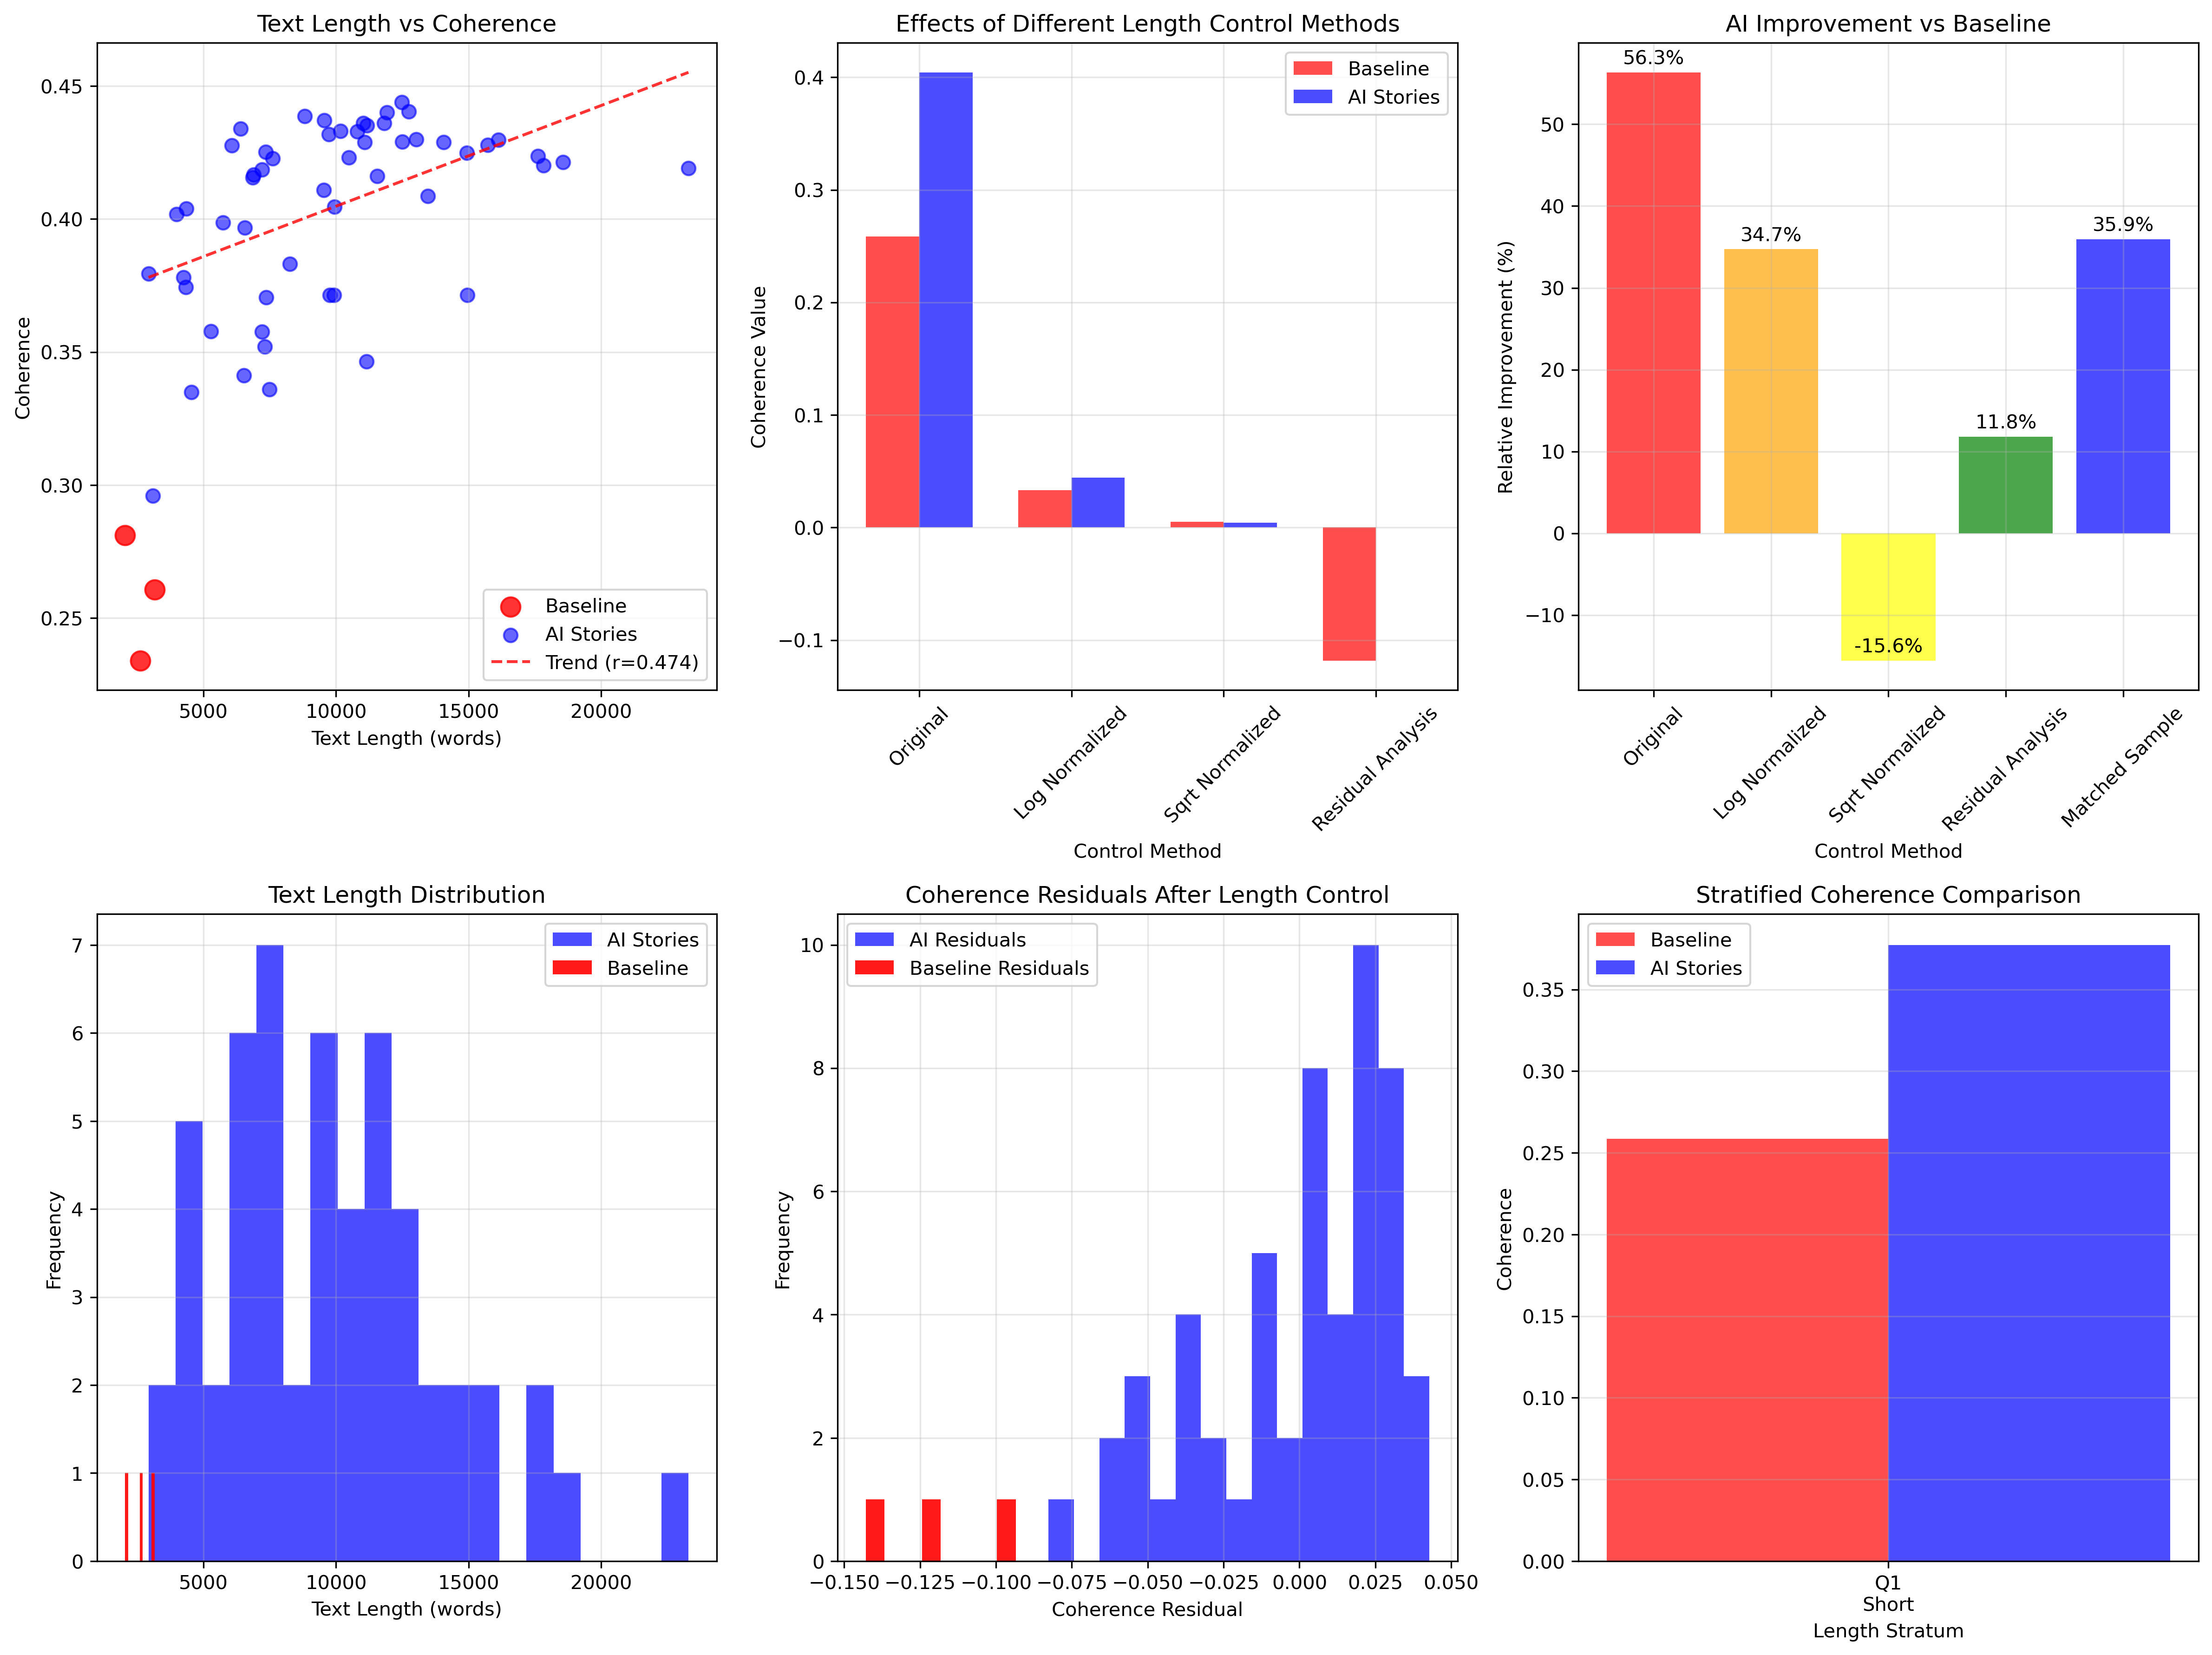 Text Length vs Coherence
Coherence
0.45
0.40
0.35
0.30
0.25
Baseline
AI Stories
Trend (r=0.474)
5000 10000 15000 20000
Text Length (words)
Effects of Different Length Control Methods
Coherence Value
0.4
0.3
0.2
0.1
0.0
−0.1
Baseline
AI Stories
Original
Log Normalized
Sqrt Normalized
Residual Analysis
Control Method
AI Improvement vs Baseline
Relative Improvement (%)
50
40
30
20
10
0
−10
56.3%
34.7%
-15.6%
11.8%
35.9%
Original
Log Normalized
Sqrt Normalized
Residual Analysis
Matched Sample
Control Method
Text Length Distribution
Frequency
7
6
5
4
3
2
1
0
AI Stories
Baseline
5000 10000 15000 20000
Text Length (words)
Coherence Residuals After Length Control
Frequency
10
8
6
4
2
0
AI Residuals
Baseline Residuals
−0.150 −0.125 −0.100 −0.075 −0.050 −0.025 0.000 0.025 0.050
Coherence Residual
Stratified Coherence Comparison
Coherence
0.35
0.30
0.25
0.20
0.15
0.10
0.05
0.00
Baseline
AI Stories
Q1
Short
Length Stratum